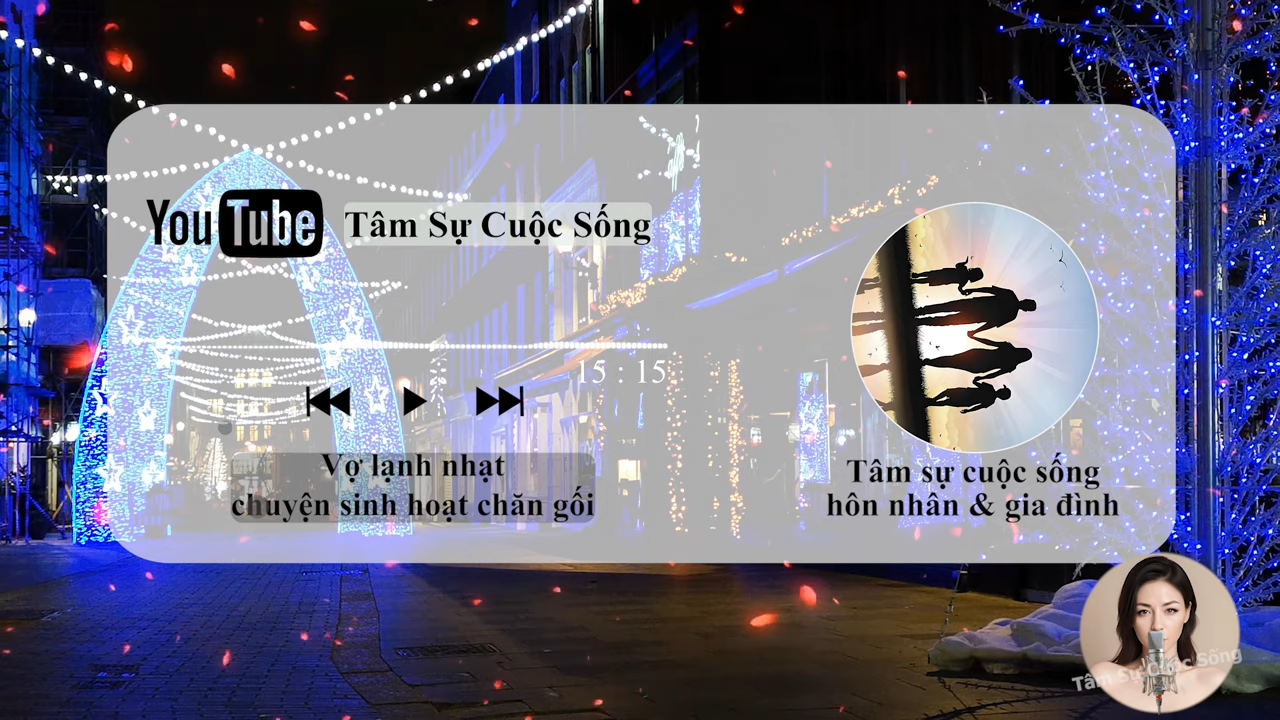 YouTube
Tâm Sự Cuộc Sống
15 : 15
Vợ lạnh nhạt
chuyện sinh hoạt chăn gối
Tâm sự cuộc sống
hôn nhân & gia đình
Tâm Sự Cuộc Sống